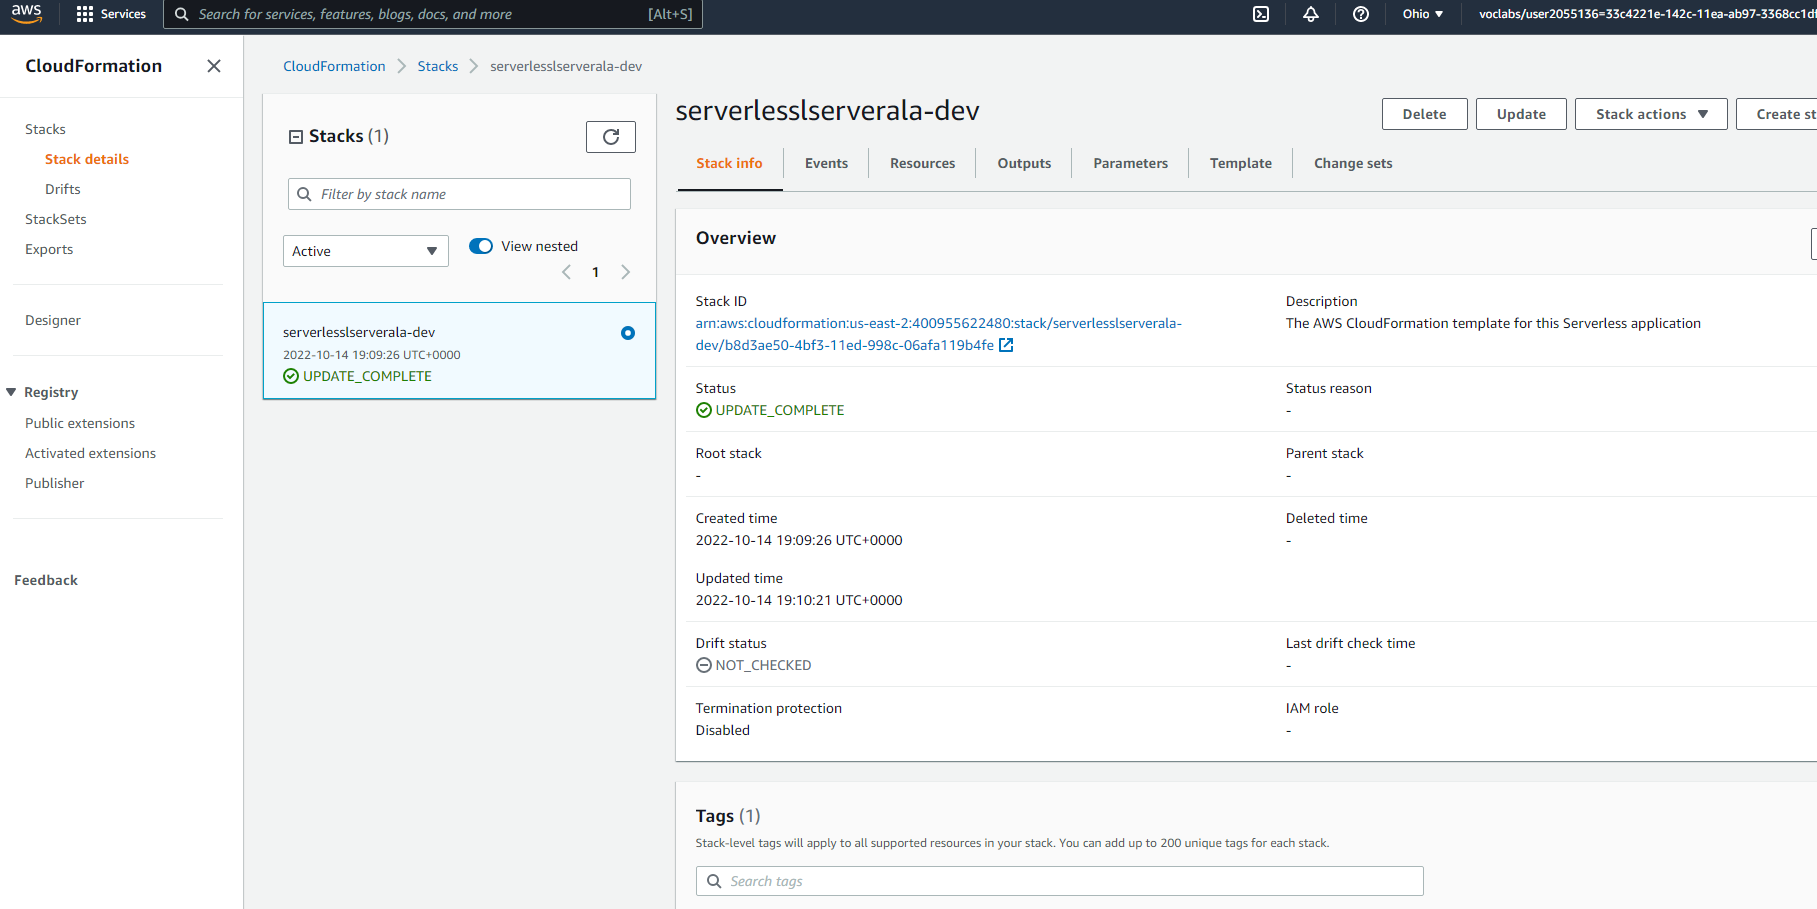 aws
Services
Search for services, features, blogs, docs, and more
[Alt+S]
Ohio
voclabs/user2055136=33c4221e-142c-11ea-ab97-3368cc1df
CloudFormation
Stacks
Stack details
Drifts
StackSets
Exports
Designer
Registry
Public extensions
Activated extensions
Publisher
Feedback
CloudFormation
Stacks
serverlesslserverala-dev
Stacks (1)
Filter by stack name
Active
View nested
1
serverlesslserverala-dev
2022-10-14 19:09:26 UTC+0000
UPDATE_COMPLETE
serverlesslserverala-dev
Delete
Update
Stack actions
Create st
Stack info
Events
Resources
Outputs
Parameters
Template
Change sets
Overview
Stack ID
arn:aws:cloudformation:us-east-2:400955622480:stack/serverlesslserverala-
dev/b8d3ae50-4bf3-11ed-998c-06afa119b4fe
Description
The AWS CloudFormation template for this Serverless application
Status
UPDATE_COMPLETE
Status reason
-
Root stack
-
Parent stack
-
Created time
2022-10-14 19:09:26 UTC+0000
Deleted time
-
Updated time
2022-10-14 19:10:21 UTC+0000
Drift status
NOT_CHECKED
Last drift check time
-
Termination protection
Disabled
IAM role
-
Tags (1)
Stack-level tags will apply to all supported resources in your stack. You can add up to 200 unique tags for each stack.
Search tags